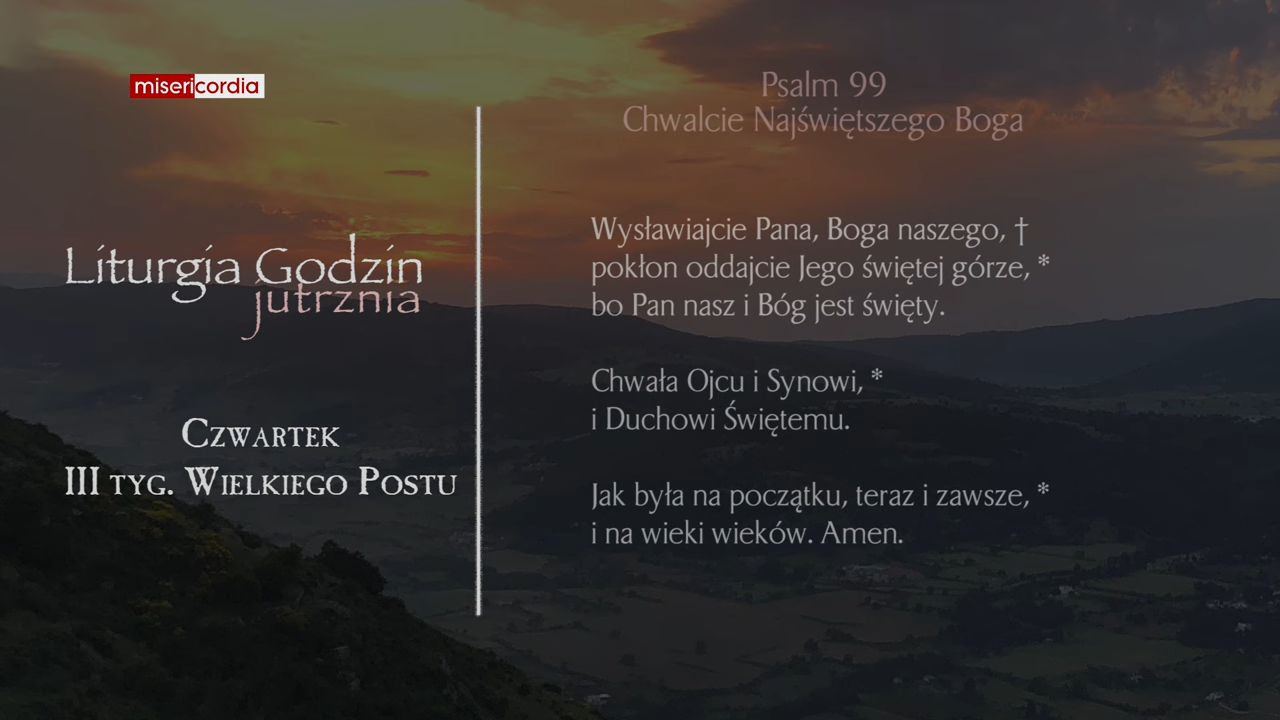 misericordia
Liturgia Godzin
jutrznia
Czwartek
III tyg. Wielkiego Postu
Psalm 99
Chwalcie Najświętszego Boga
Wysławiajcie Pana, Boga naszego, †
pokłon oddajcie Jego świętej górze, *
bo Pan nasz i Bóg jest święty.
Chwała Ojcu i Synowi, *
i Duchowi Świętemu.
Jak była na początku, teraz i zawsze, *
i na wieki wieków. Amen.